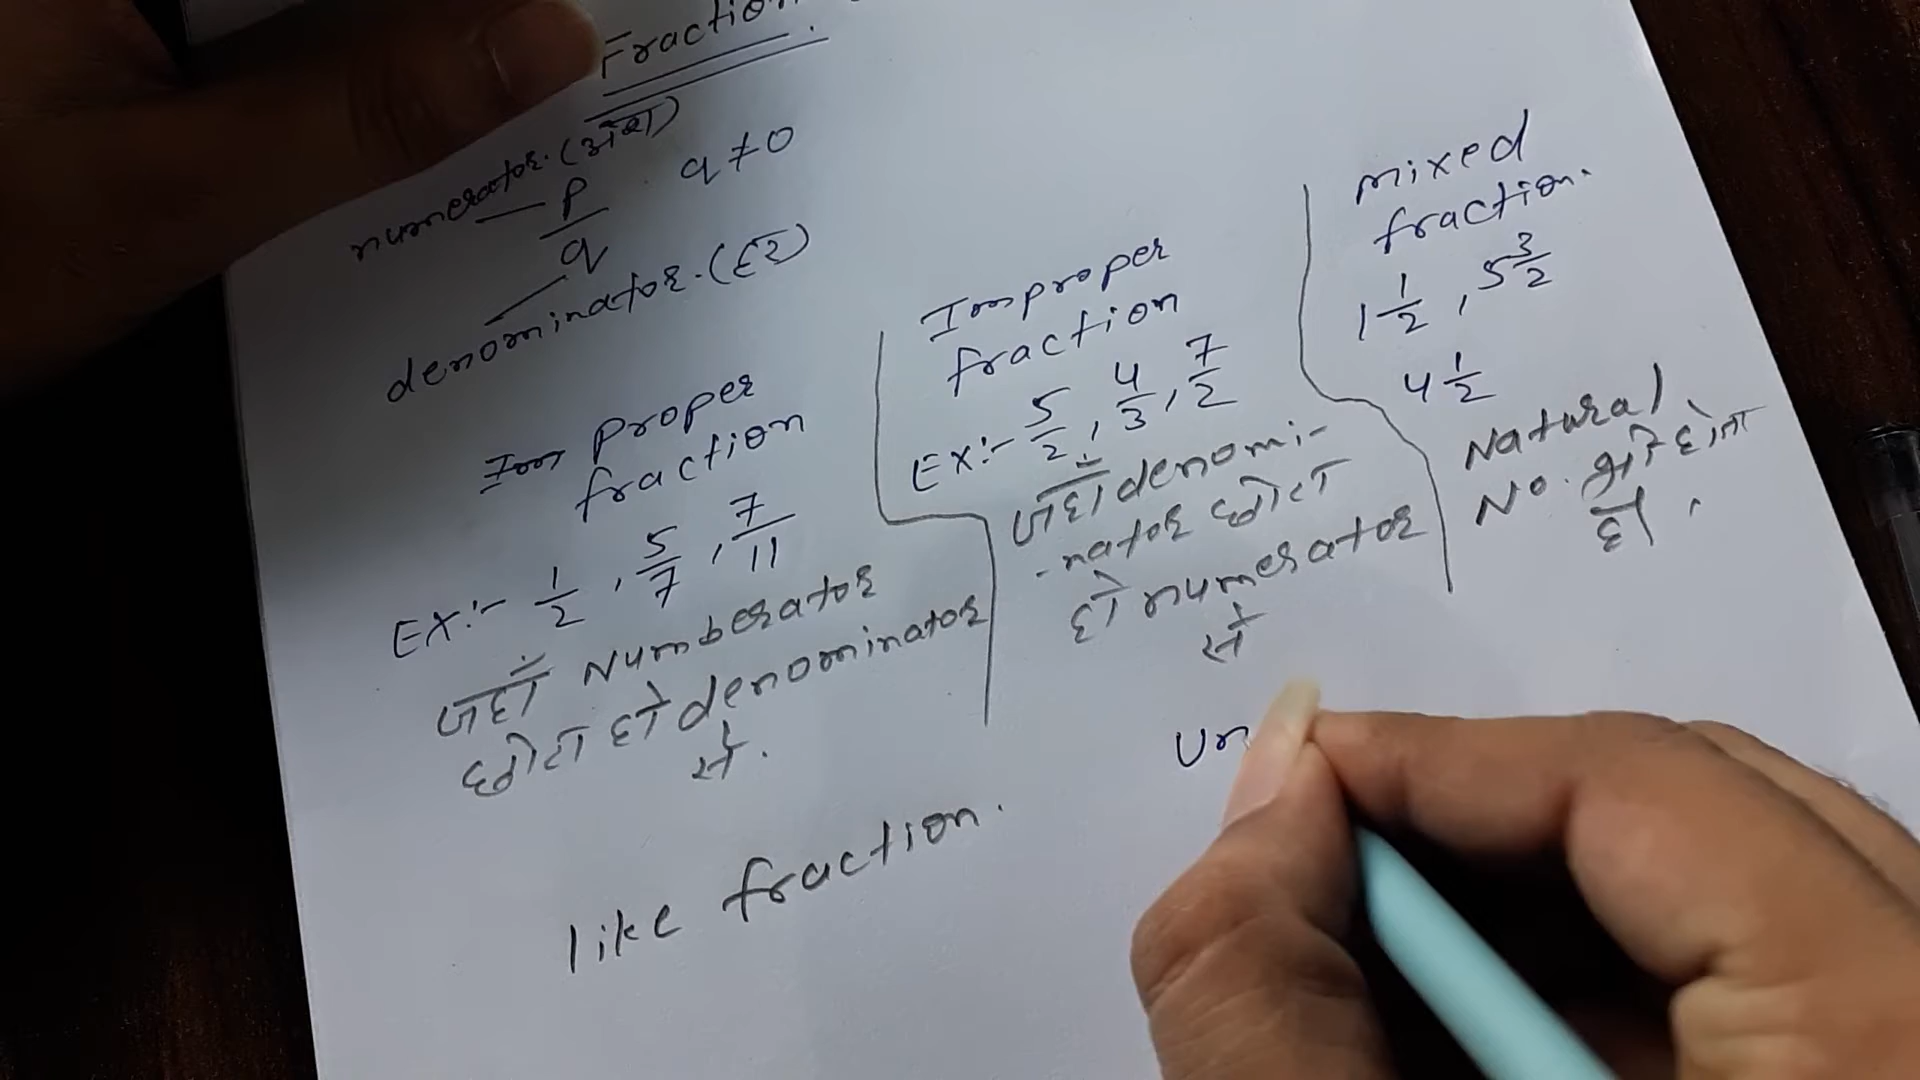 Fraction.
numerator. (अंश)
p
q
q ≠ 0
denominator. (हर)
Proper
fraction
Ex:- 1/2, 5/7, 7/11
जहाँ Numberator
छोटा हो denominator
से.
Improper
fraction
Ex:- 5/2, 4/3, 7/2
जहाँ denomi-
-nator छोटा
हो numerator
से
mixed
fraction.
1 1/2, 5 3/2
4 1/2
Natural
No. भी होता
है.
like fraction.
Un